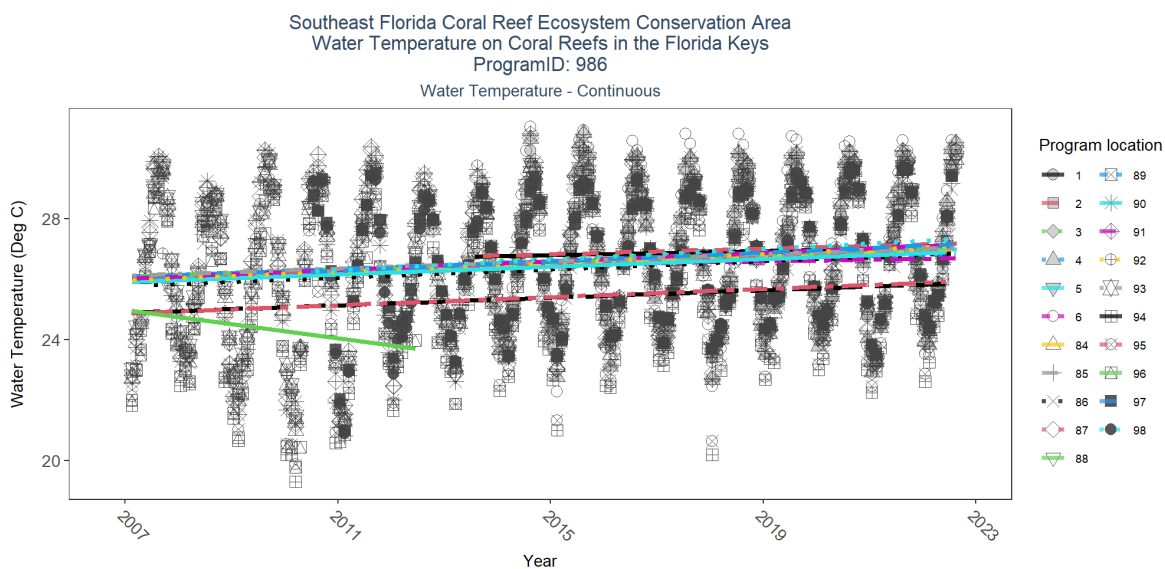 Southeast Florida Coral Reef Ecosystem Conservation Area
Water Temperature on Coral Reefs in the Florida Keys
ProgramID: 986
Water Temperature - Continuous
Water Temperature (Deg C)
28
24
20
2007
2011
2015
2019
2023
Year
Program location
1 89
2 90
3 91
4 92
5 93
6 94
84 95
85 96
86 97
87 98
88